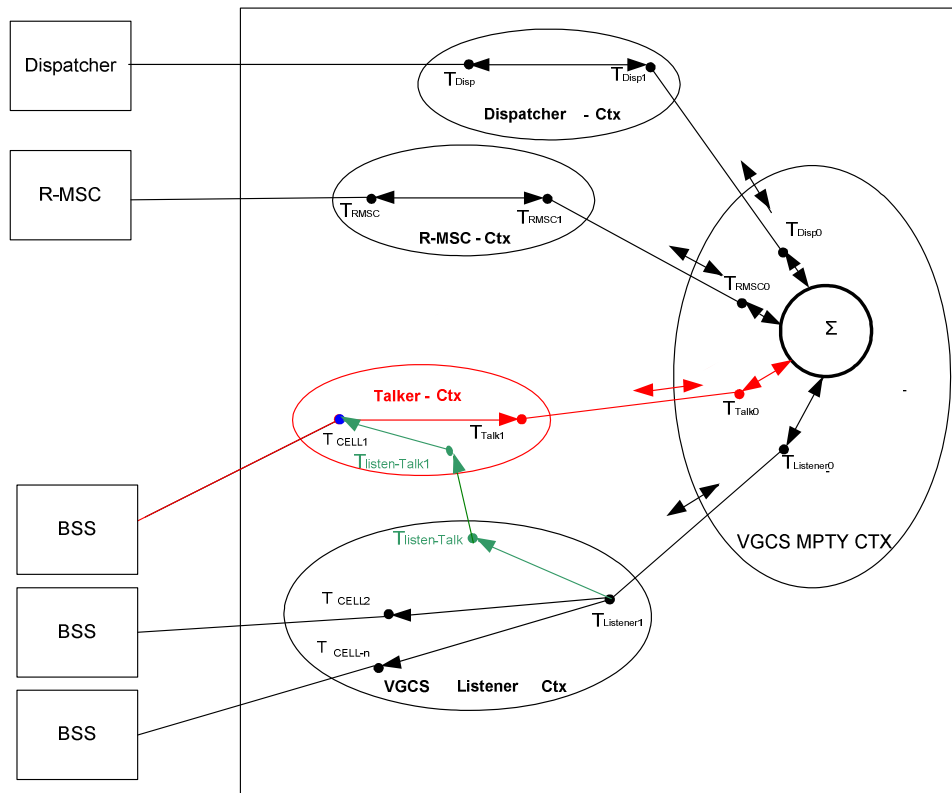 Dispatcher
TDisp
TDisp1
Dispatcher - Ctx
R-MSC
TRMSC
TRMSC1
R-MSC - Ctx
TDisp0
TRMSC0
Σ
Talker - Ctx
T CELL1
TTalk1
TTalk0
-
Tlisten-Talk1
TListener_0
BSS
Tlisten-Talk
VGCS MPTY CTX
BSS
T CELL2
TListener1
T CELL-n
VGCS Listener Ctx
BSS